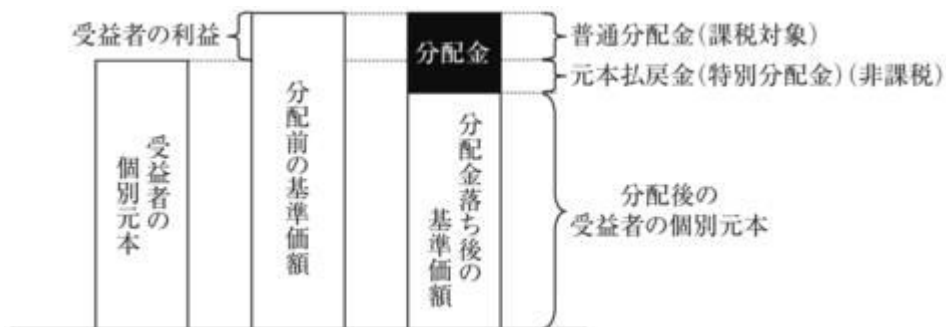 受益者の利益
分配金
普通分配金(課税対象)
元本払戻金(特別分配金)(非課税)
受益者の
個別元本
分配前の基準価額
分配金落ち後の
基準価額
分配後の
受益者の個別元本